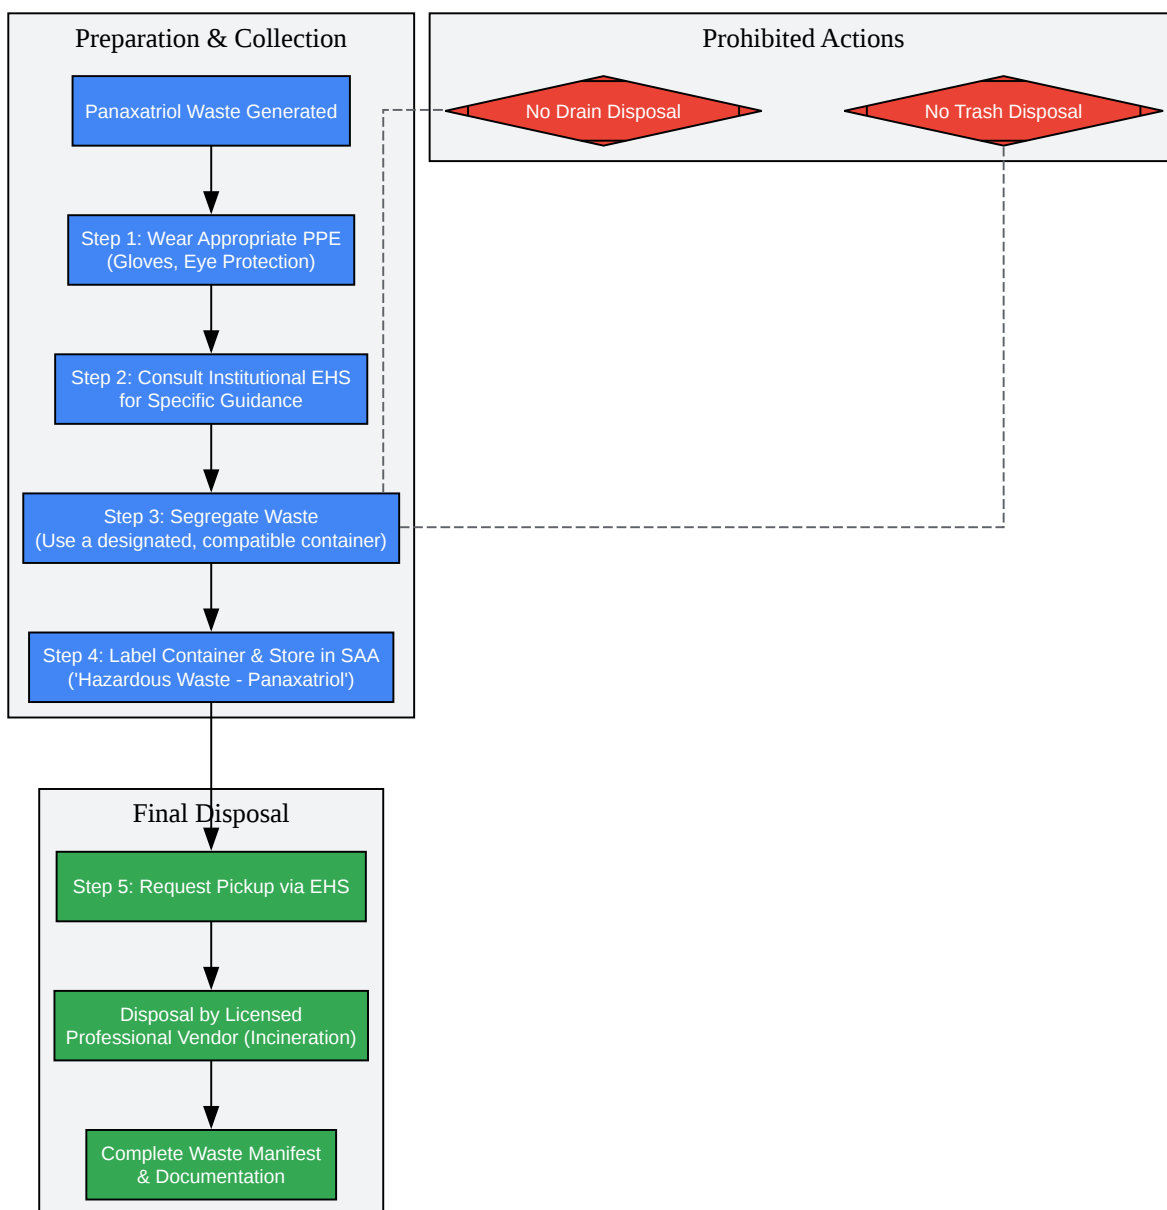 Preparation & Collection
Panaxatriol Waste Generated
Step 1: Wear Appropriate PPE
(Gloves, Eye Protection)
Step 2: Consult Institutional EHS
for Specific Guidance
Step 3: Segregate Waste
(Use a designated, compatible container)
Step 4: Label Container & Store in SAA
('Hazardous Waste - Panaxatriol')
Prohibited Actions
No Drain Disposal
No Trash Disposal
Final Disposal
Step 5: Request Pickup via EHS
Disposal by Licensed
Professional Vendor (Incineration)
Complete Waste Manifest
& Documentation